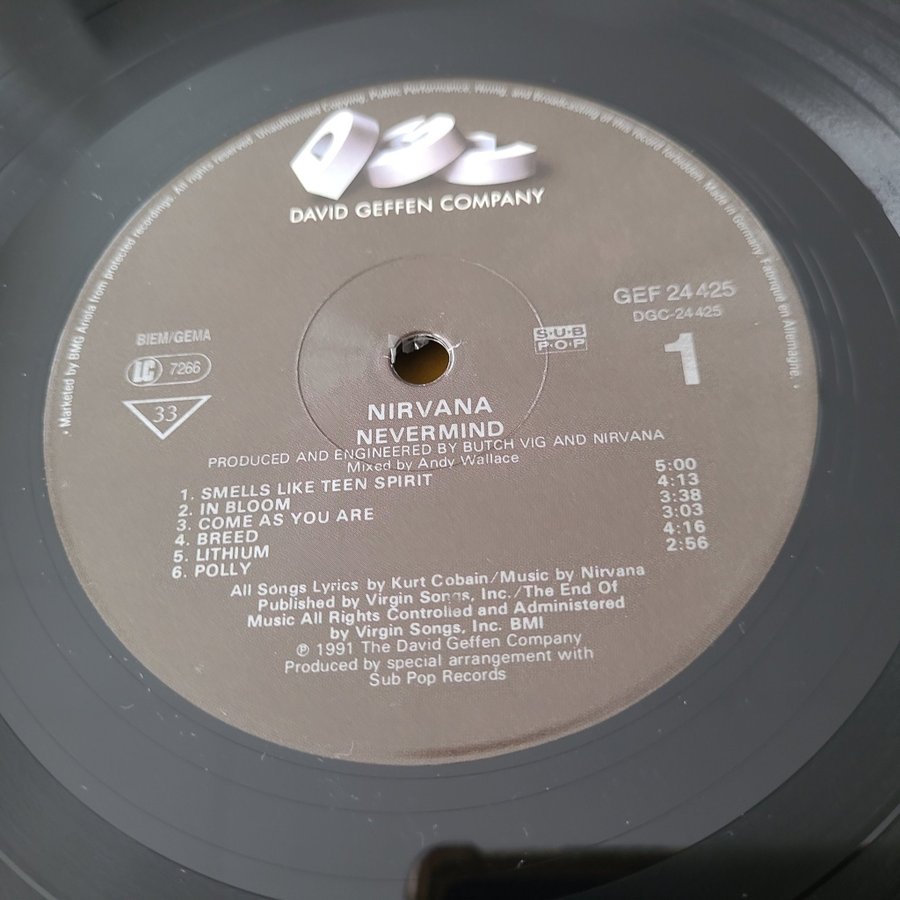 All rights reserved. Unauthorised Copying, Public Performance, Hiring, and Broadcasting of this Record forbidden. Made in Germany. Fabriqué en Allemagne. •
• Marketed by BMG Ariola from protected recordings.
DGC
DAVID GEFFEN COMPANY
GEF 24 425
DGC-24 425
1
BIEM/GEMA
LC 7266
33
SUB
POP
NIRVANA
NEVERMIND
PRODUCED AND ENGINEERED BY BUTCH VIG AND NIRVANA
Mixed by Andy Wallace
1. SMELLS LIKE TEEN SPIRIT 5:00
2. IN BLOOM 4:13
3. COME AS YOU ARE 3:38
4. BREED 3:03
5. LITHIUM 4:16
6. POLLY 2:56
All Songs Lyrics by Kurt Cobain/Music by Nirvana
Published by Virgin Songs, Inc./The End Of
Music All Rights Controlled and Administered
by Virgin Songs, Inc. BMI
℗ 1991 The David Geffen Company
Produced by special arrangement with
Sub Pop Records